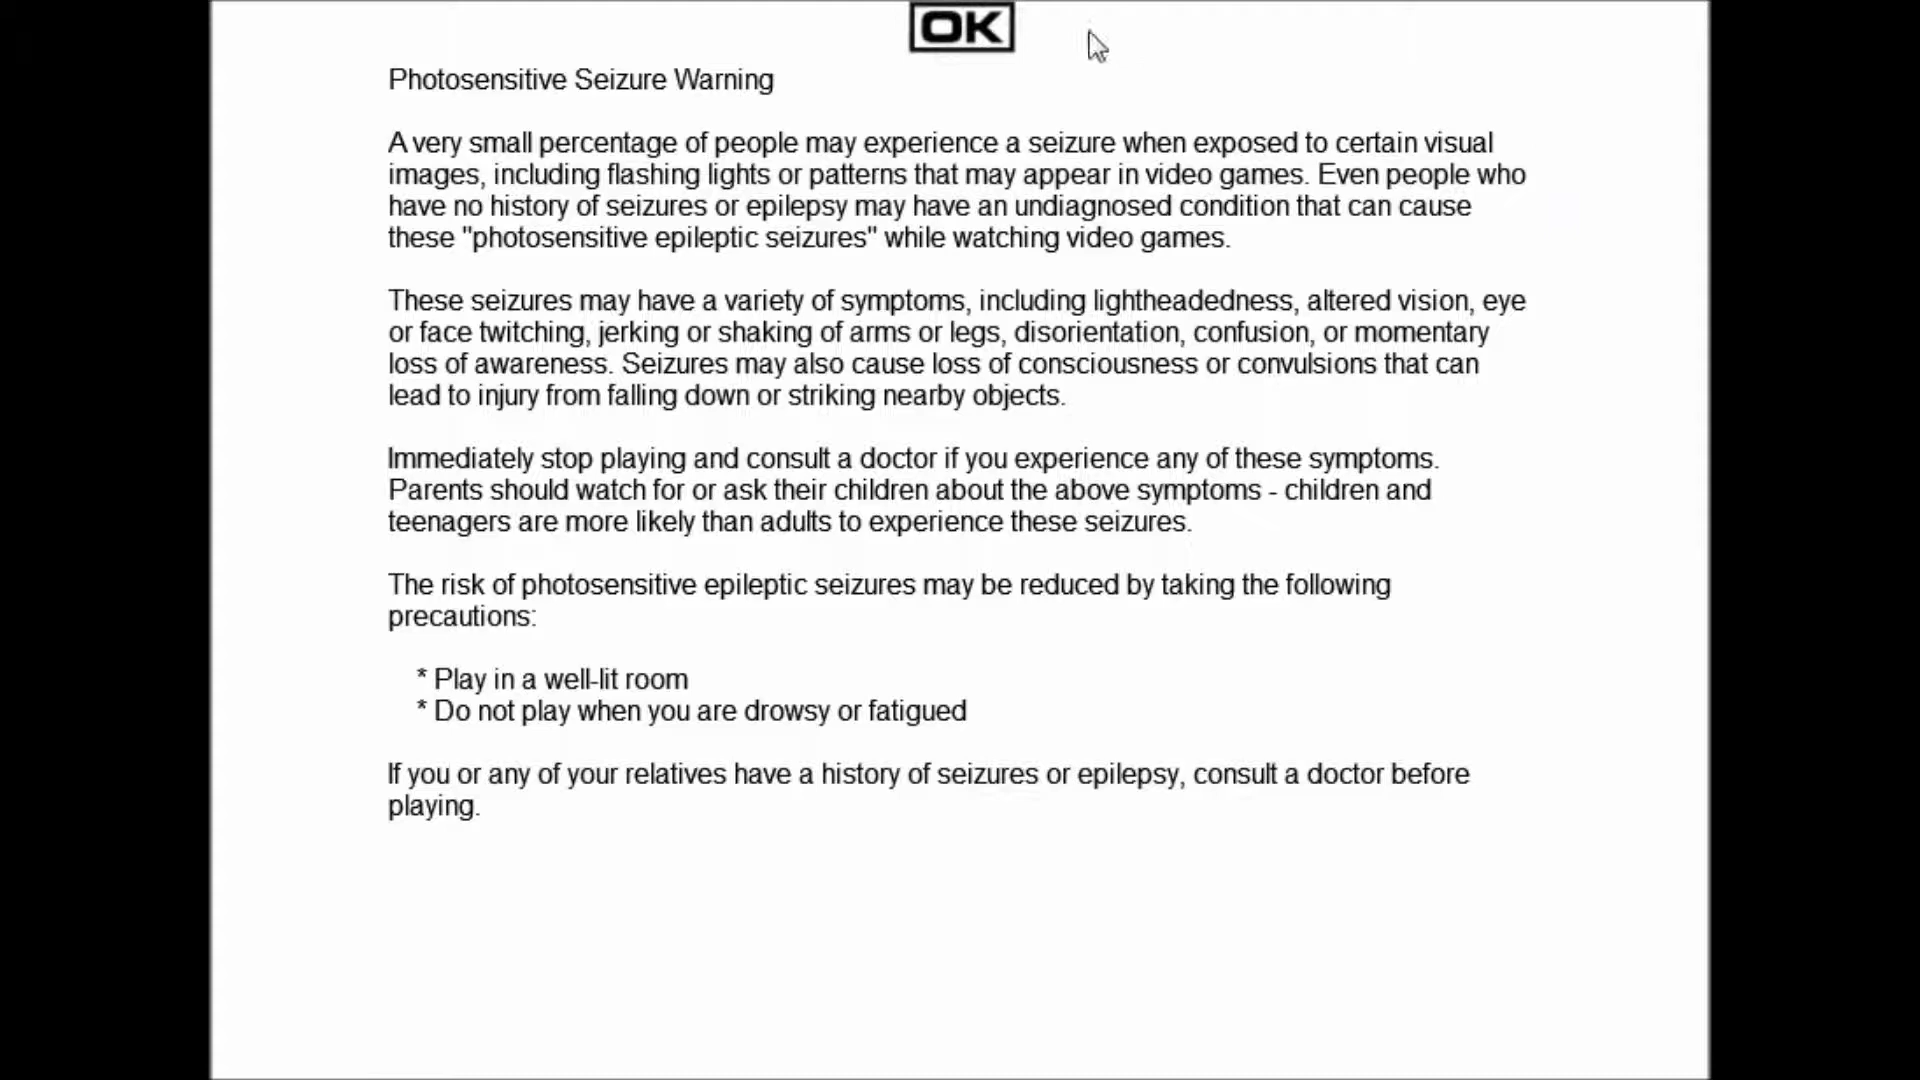 OK
Photosensitive Seizure Warning
A very small percentage of people may experience a seizure when exposed to certain visual
images, including flashing lights or patterns that may appear in video games. Even people who
have no history of seizures or epilepsy may have an undiagnosed condition that can cause
these "photosensitive epileptic seizures" while watching video games.
These seizures may have a variety of symptoms, including lightheadedness, altered vision, eye
or face twitching, jerking or shaking of arms or legs, disorientation, confusion, or momentary
loss of awareness. Seizures may also cause loss of consciousness or convulsions that can
lead to injury from falling down or striking nearby objects.
Immediately stop playing and consult a doctor if you experience any of these symptoms.
Parents should watch for or ask their children about the above symptoms - children and
teenagers are more likely than adults to experience these seizures.
The risk of photosensitive epileptic seizures may be reduced by taking the following
precautions:
* Play in a well-lit room
* Do not play when you are drowsy or fatigued
If you or any of your relatives have a history of seizures or epilepsy, consult a doctor before
playing.